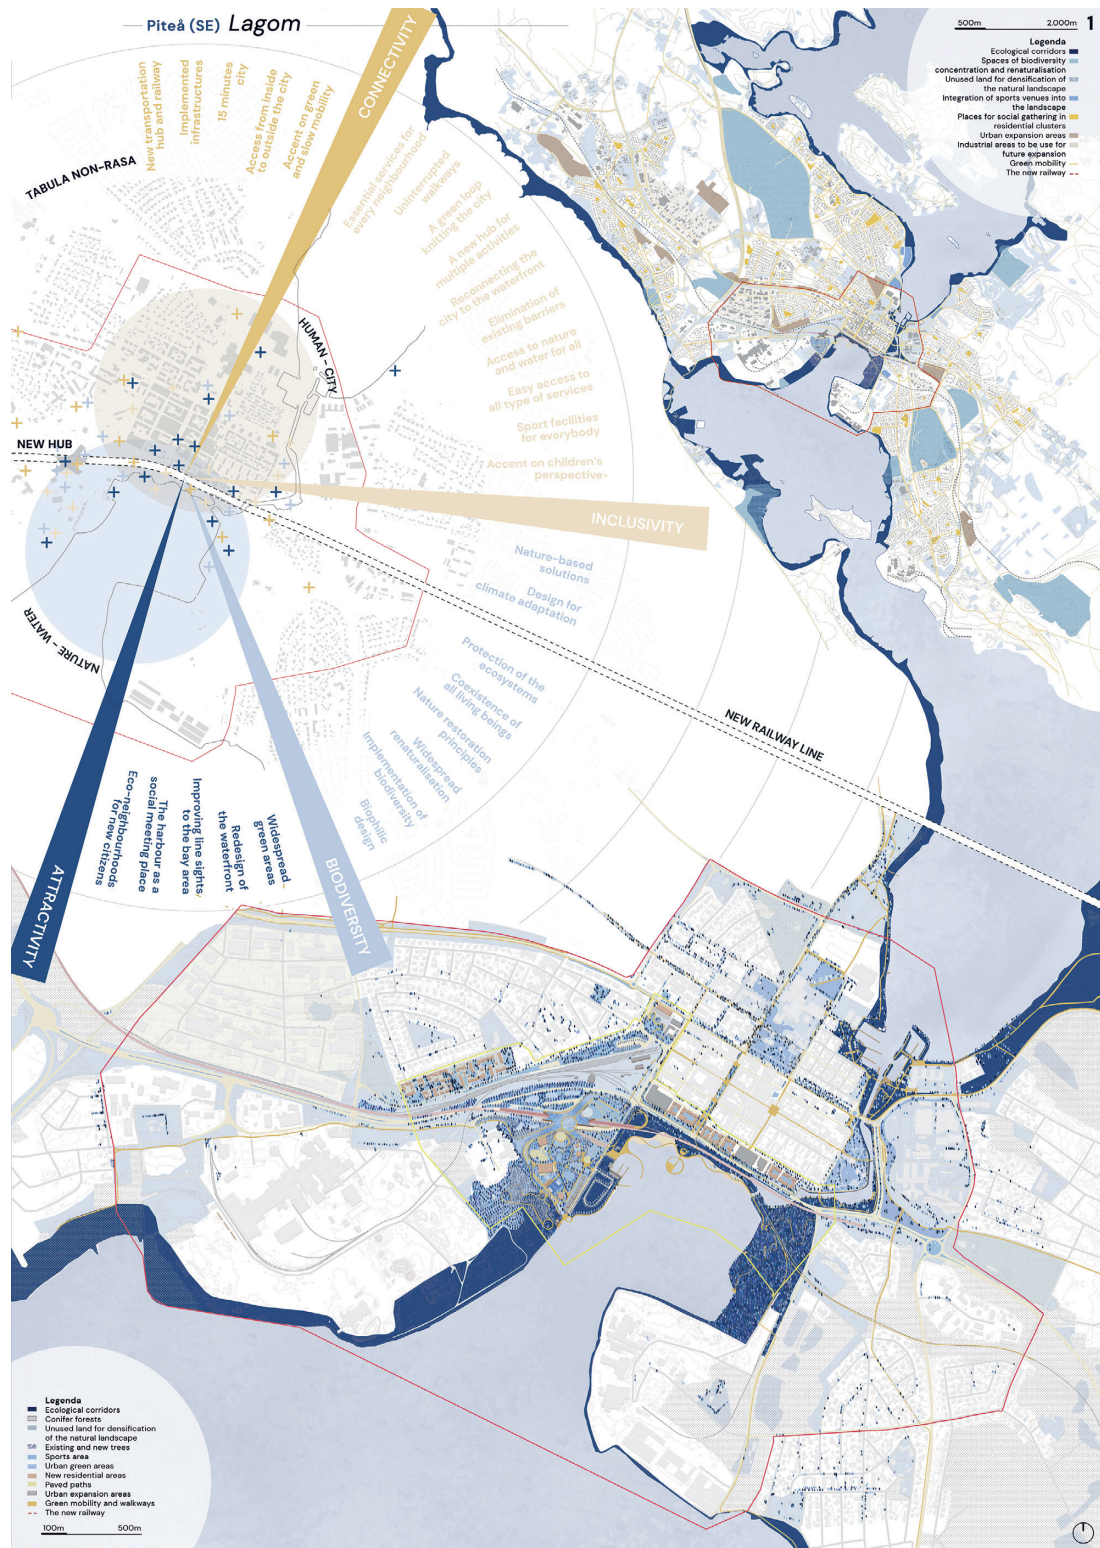 Piteå (SE) Lagom
1
500m 2.000m
Legenda
Ecological corridors
Spaces of biodiversity
concentration and renaturalisation
Unused land for densification of
the natural landscape
Integration of sports venues into
the landscape
Places for social gathering in
residential clusters
Urban expansion areas
Industrial areas to be use for
future expansion
Green mobility
The new railway
CONNECTIVITY
New transportation
hub and railway
Implemented
infrastructures
15 minutes
city
Access from inside
to outside the city
Accent on green
and slow mobility
TABULA NON-RASA
HUMAN - CITY
NEW HUB
NATURE - WATER
Essential services for
every neighbourhood
Uninterrupted
walkways
A green loop
knitting the city
A new hub for
multiple activities
Reconnecting the
city to the waterfront
Elimination of
existing barriers
Access to nature
and water for all
Easy access to
all type of services
Sport facilities
for everybody
Accent on children's
perspective
INCLUSIVITY
Nature-based
solutions
Design for
climate adaptation
Protection of the
ecosystems
Coexistence of
all living beings
Nature restoration
principles
Widespread
renaturalisation
Implementation of
biodiversity
Biophilic
design
BIODIVERSITY
NEW RAILWAY LINE
Widespread
green areas
Redesign of
the waterfront
Improving line sights
to the bay area
The harbour as a
social meeting place
Eco-neighbourhoods
for new citizens
ATTRACTIVITY
Legenda
Ecological corridors
Conifer forests
Unused land for densification
of the natural landscape
Existing and new trees
Sports area
Urban green areas
New residential areas
Paved paths
Urban expansion areas
Green mobility and walkways
The new railway
100m 500m